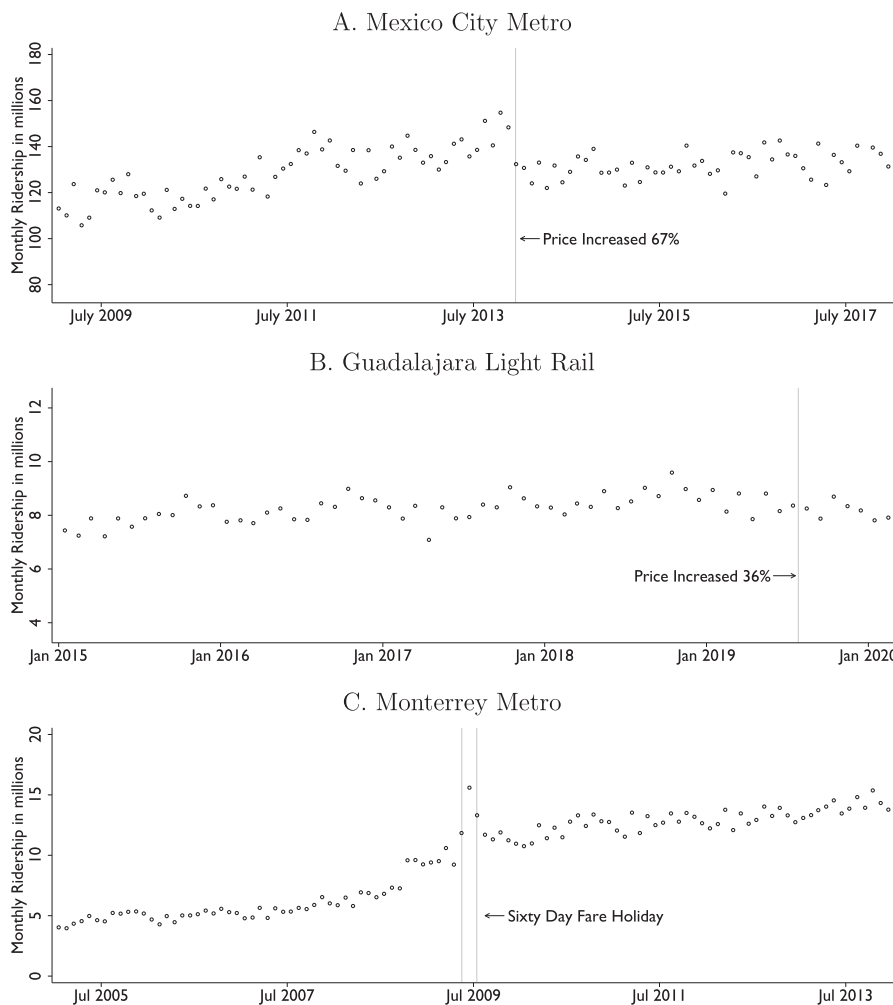 A. Mexico City Metro
Monthly Ridership in millions
180
160
140
120
100
80
Price Increased 67%
July 2009 July 2011 July 2013 July 2015 July 2017
B. Guadalajara Light Rail
Monthly Ridership in millions
12
10
8
6
4
Price Increased 36%
Jan 2015 Jan 2016 Jan 2017 Jan 2018 Jan 2019 Jan 2020
C. Monterrey Metro
Monthly Ridership in millions
20
15
10
5
0
Sixty Day Fare Holiday
Jul 2005 Jul 2007 Jul 2009 Jul 2011 Jul 2013